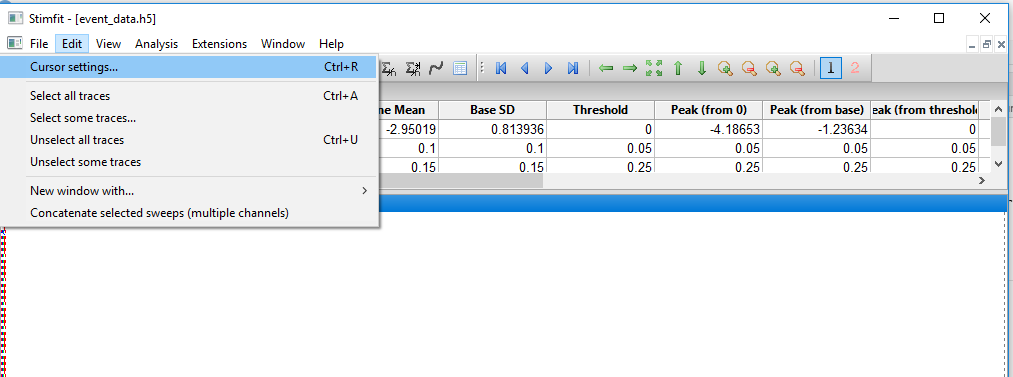 Stimfit - [event_data.h5]
File Edit View Analysis Extensions Window Help
Cursor settings... Ctrl+R
1 2
Select all traces Ctrl+A
Select some traces...
Unselect all traces Ctrl+U
Unselect some traces
New window with...
Concatenate selected sweeps (multiple channels)
ne Mean Base SD Threshold Peak (from 0) Peak (from base) eak (from threshold
-2.95019 0.813936 0 -4.18653 -1.23634 0
0.1 0.1 0.05 0.05 0.05 0.05
0.15 0.15 0.25 0.25 0.25 0.25